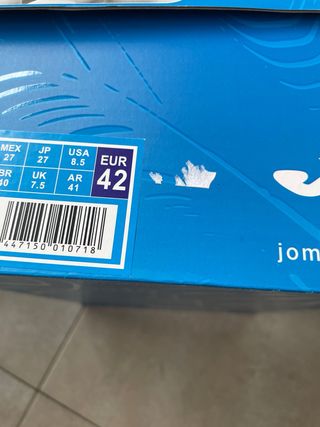 MEX JP USA EUR
27 27 8.5 42
BR UK AR
40 7.5 41
447150010718
jom